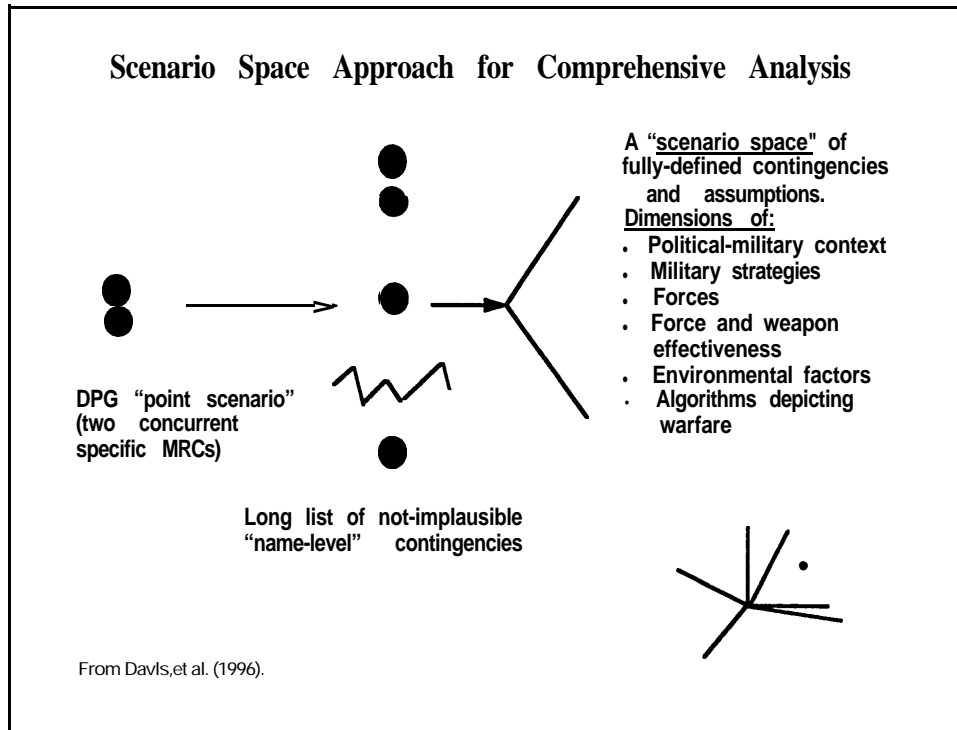 Scenario Space Approach for Comprehensive Analysis
A “scenario space" of
fully-defined contingencies
and assumptions.
Dimensions of:
• Political-military context
• Military strategies
• Forces
• Force and weapon
effectiveness
• Environmental factors
• Algorithms depicting
warfare
DPG “point scenario”
(two concurrent
specific MRCs)
Long list of not-implausible
“name-level” contingencies
From DavIs,et al. (1996).